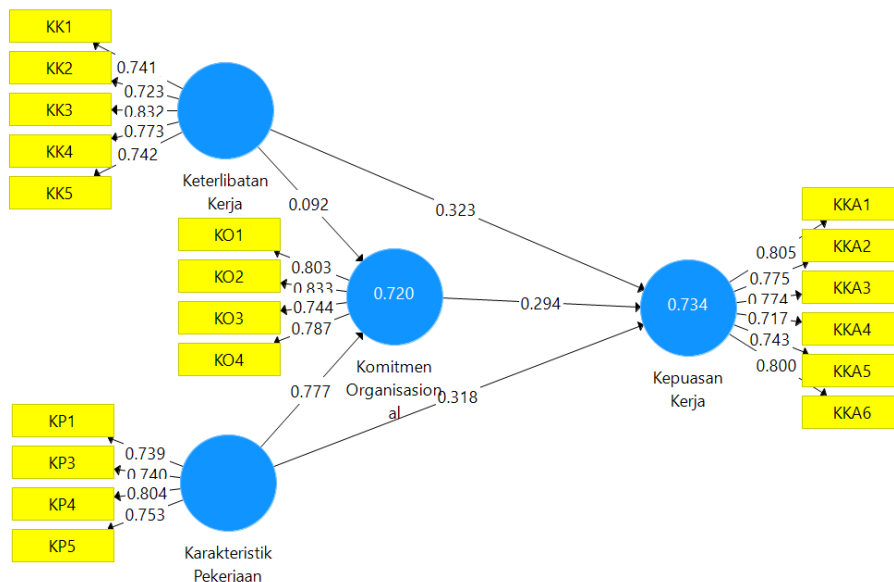 KK1
KK2
KK3
KK4
KK5
0.741
0.723
0.832
0.773
0.742
Keterlibatan
Kerja
0.092
0.323
KO1
KO2
KO3
KO4
0.803
0.833
0.744
0.787
0.720
Komitmen
Organisasion
al
0.294
0.777
0.318
KP1
KP3
KP4
KP5
0.739
0.740
0.804
0.753
Karakteristik
Pekerjaan
0.734
Kepuasan
Kerja
0.805
0.775
0.774
0.717
0.743
0.800
KKA1
KKA2
KKA3
KKA4
KKA5
KKA6